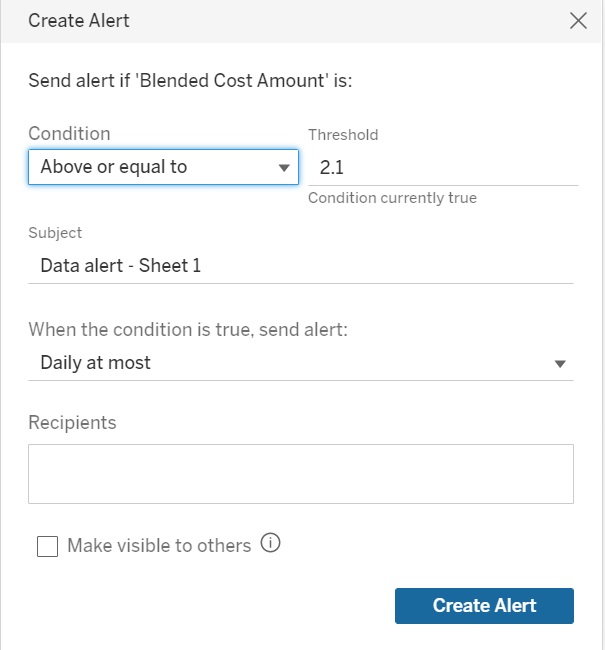 Create Alert
Send alert if 'Blended Cost Amount' is:
Condition
Threshold
Above or equal to
2.1
Condition currently true
Subject
Data alert - Sheet 1
When the condition is true, send alert:
Daily at most
Recipients
Make visible to others
Create Alert